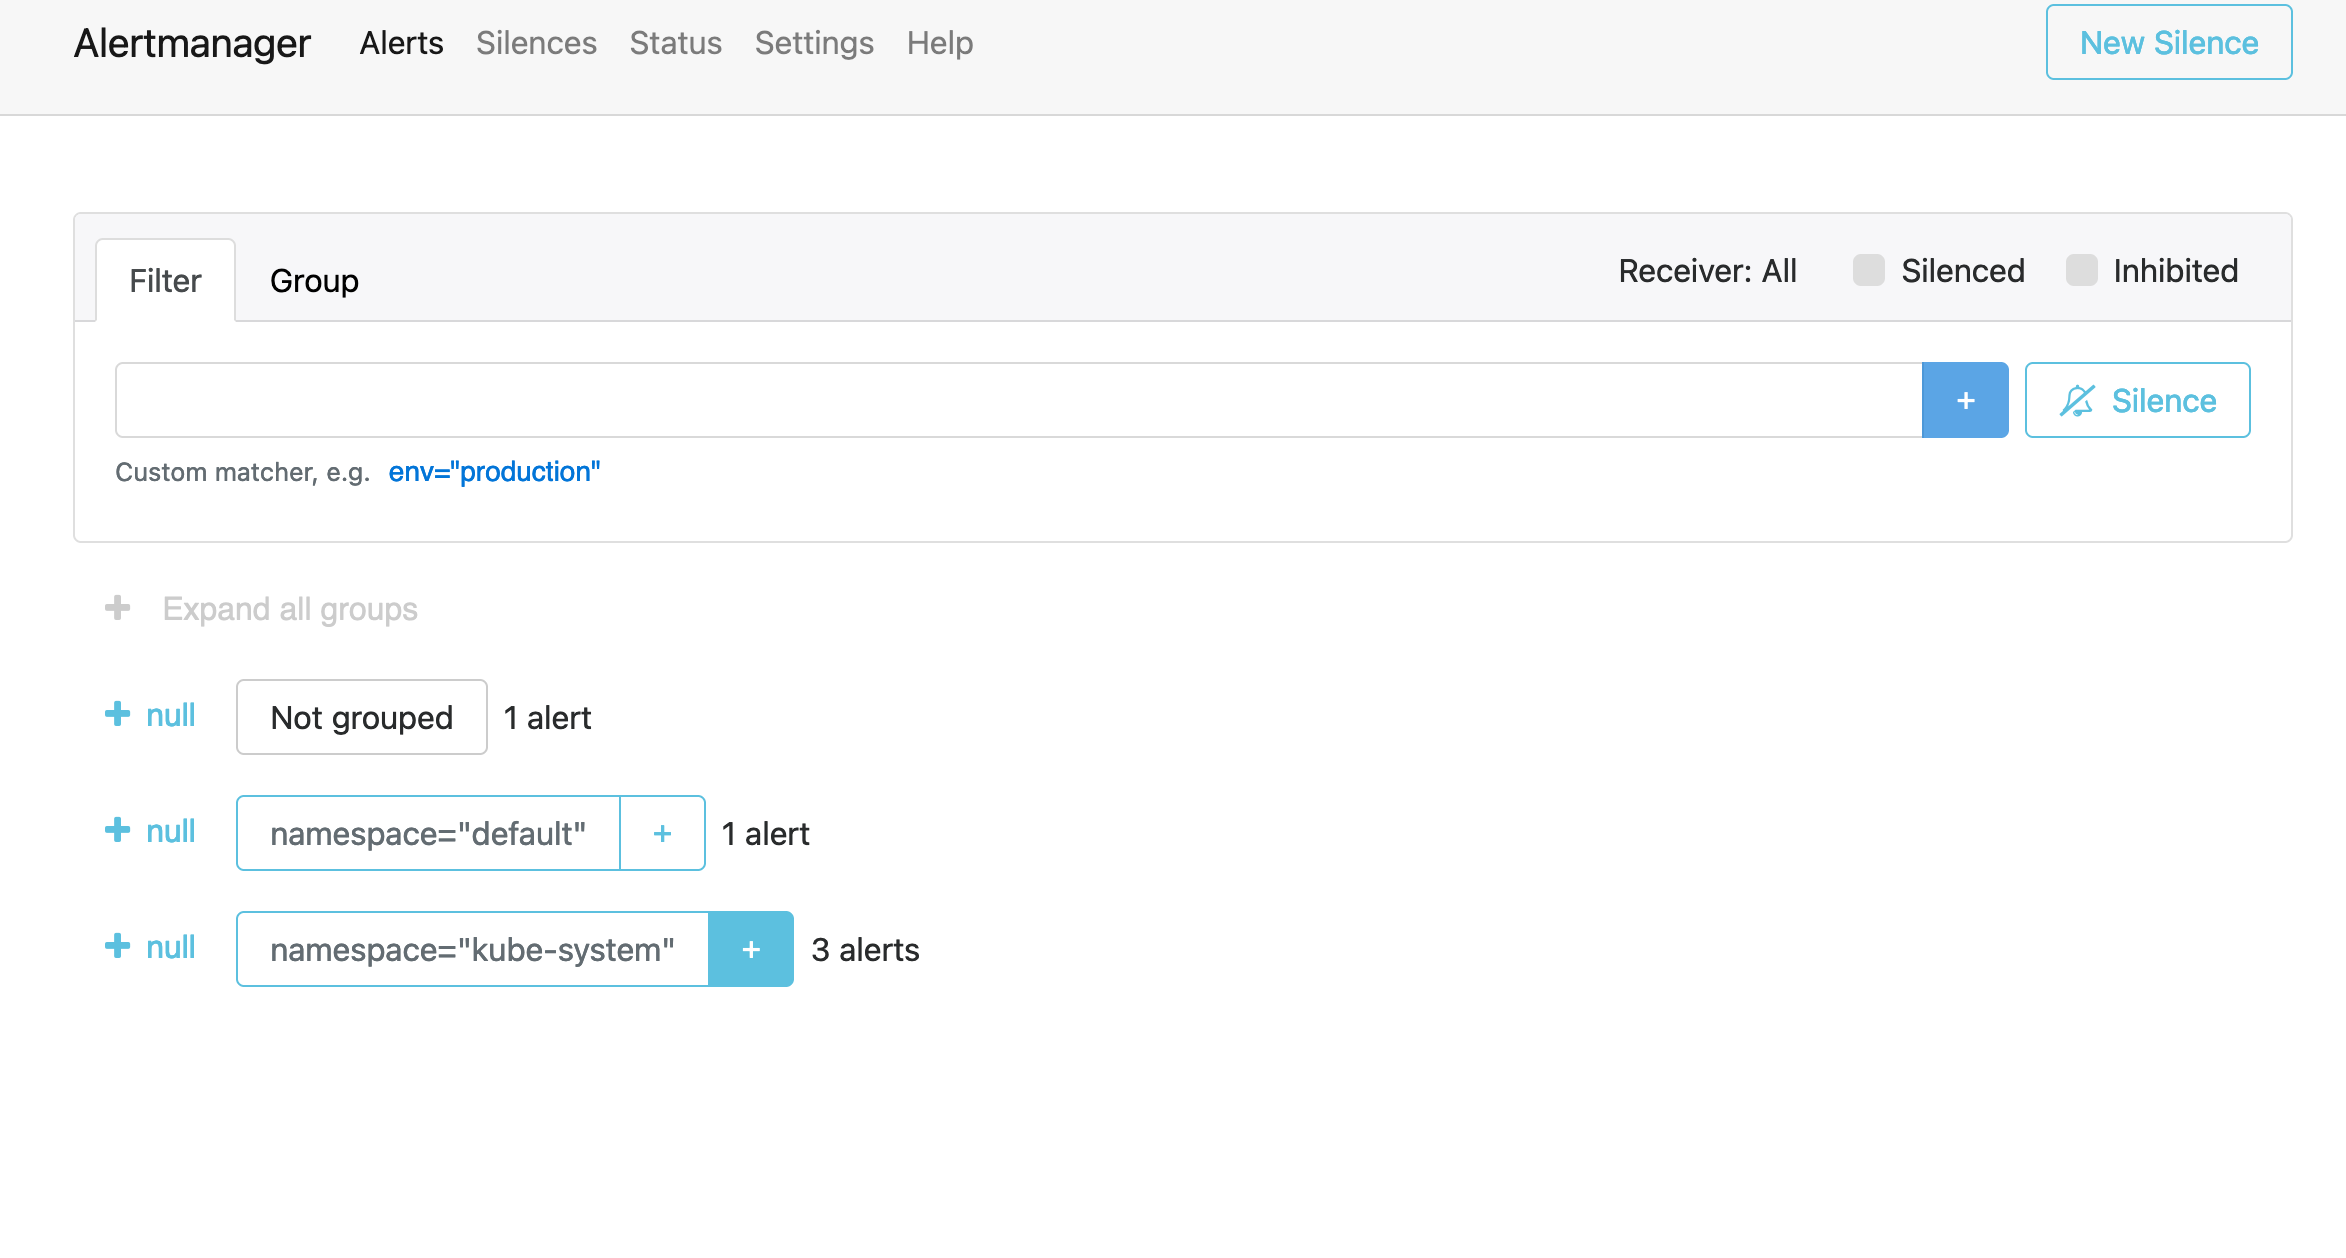 Alertmanager Alerts Silences Status Settings Help New Silence
Filter Group Receiver: All Silenced Inhibited
+ Silence
Custom matcher, e.g. env="production"
+ Expand all groups
+ null Not grouped 1 alert
+ null namespace="default" + 1 alert
+ null namespace="kube-system" + 3 alerts